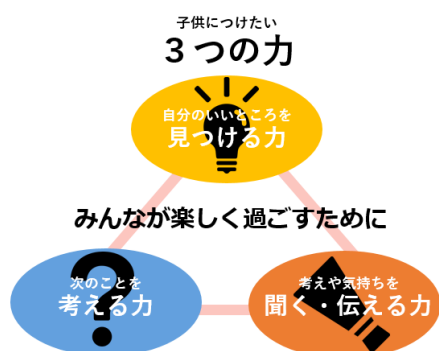 子供につけたい
３つの力
自分のいいところを
見つける力
みんなが楽しく過ごすために
次のことを
考える力
考えや気持ちを
聞く・伝える力